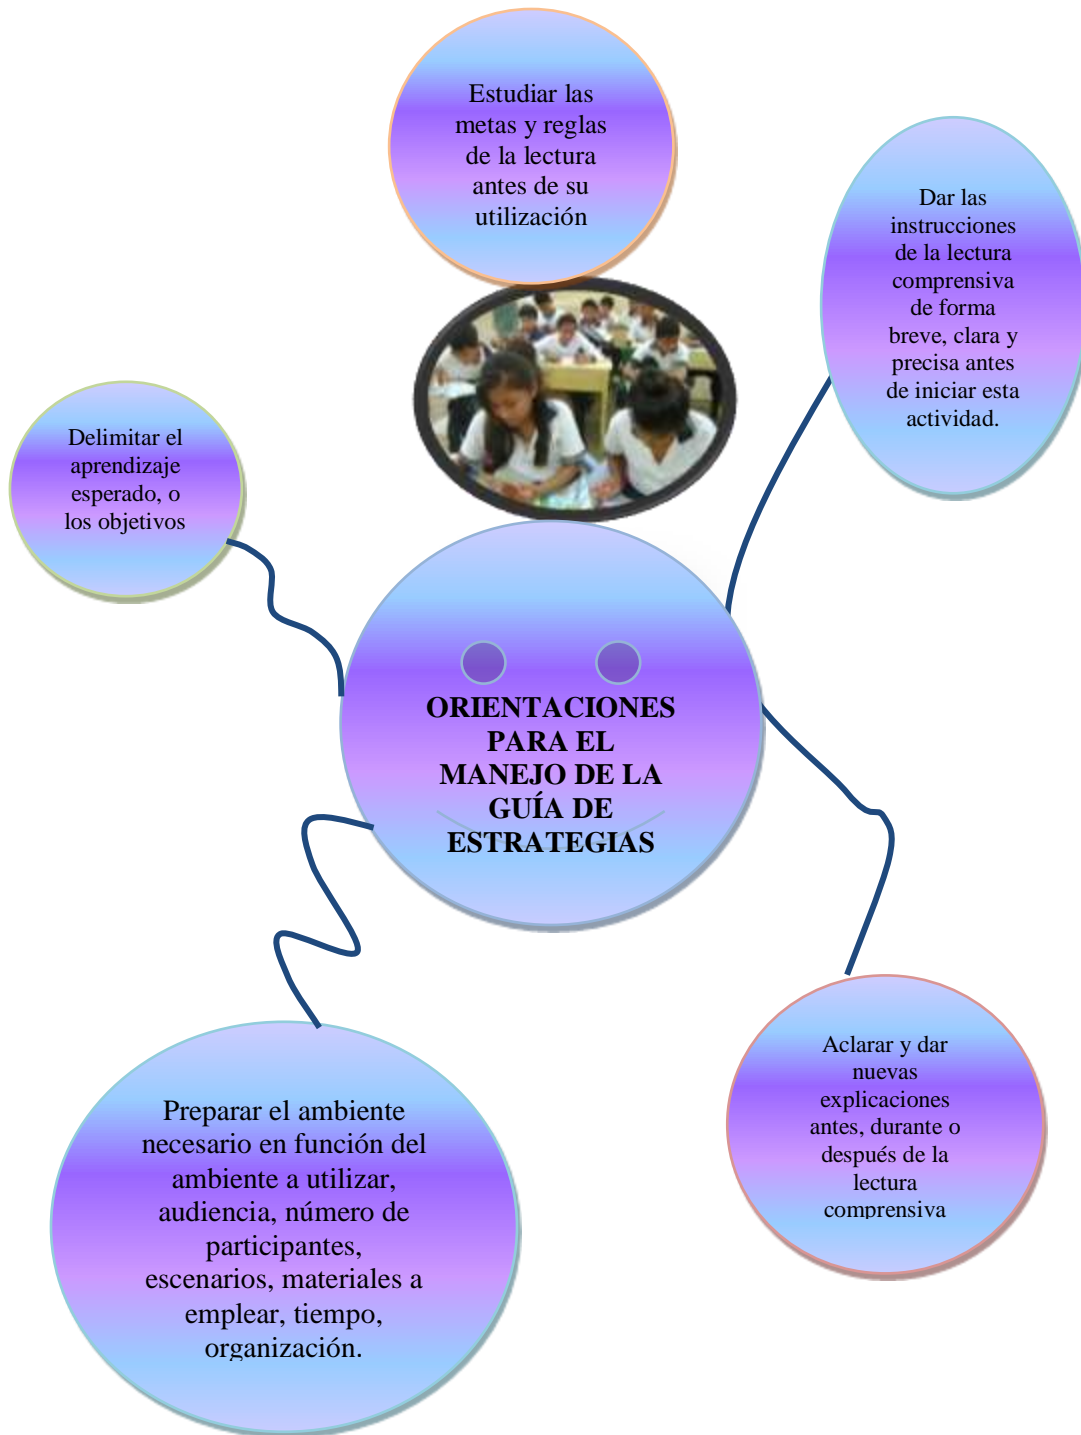 Estudiar las
metas y reglas
de la lectura
antes de su
utilización
Dar las
instrucciones
de la lectura
comprensiva
de forma
breve, clara y
precisa antes
de iniciar esta
actividad.
Delimitar el
aprendizaje
esperado, o
los objetivos
ORIENTACIONES
PARA EL
MANEJO DE LA
GUÍA DE
ESTRATEGIAS
Preparar el ambiente
necesario en función del
ambiente a utilizar,
audiencia, número de
participantes,
escenarios, materiales a
emplear, tiempo,
organización.
Aclarar y dar
nuevas
explicaciones
antes, durante o
después de la
lectura
comprensiva